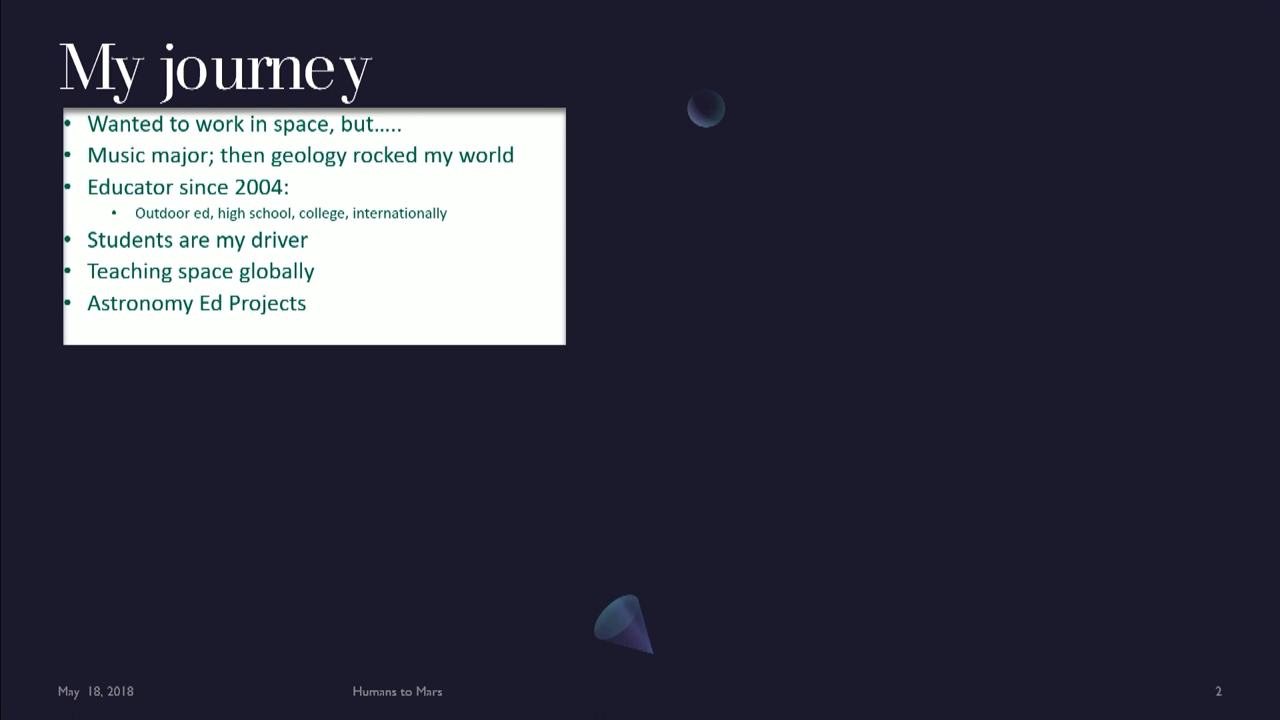 My journey
• Wanted to work in space, but…..
• Music major; then geology rocked my world
• Educator since 2004:
• Outdoor ed, high school, college, internationally
• Students are my driver
• Teaching space globally
• Astronomy Ed Projects
May 18, 2018
Humans to Mars
2